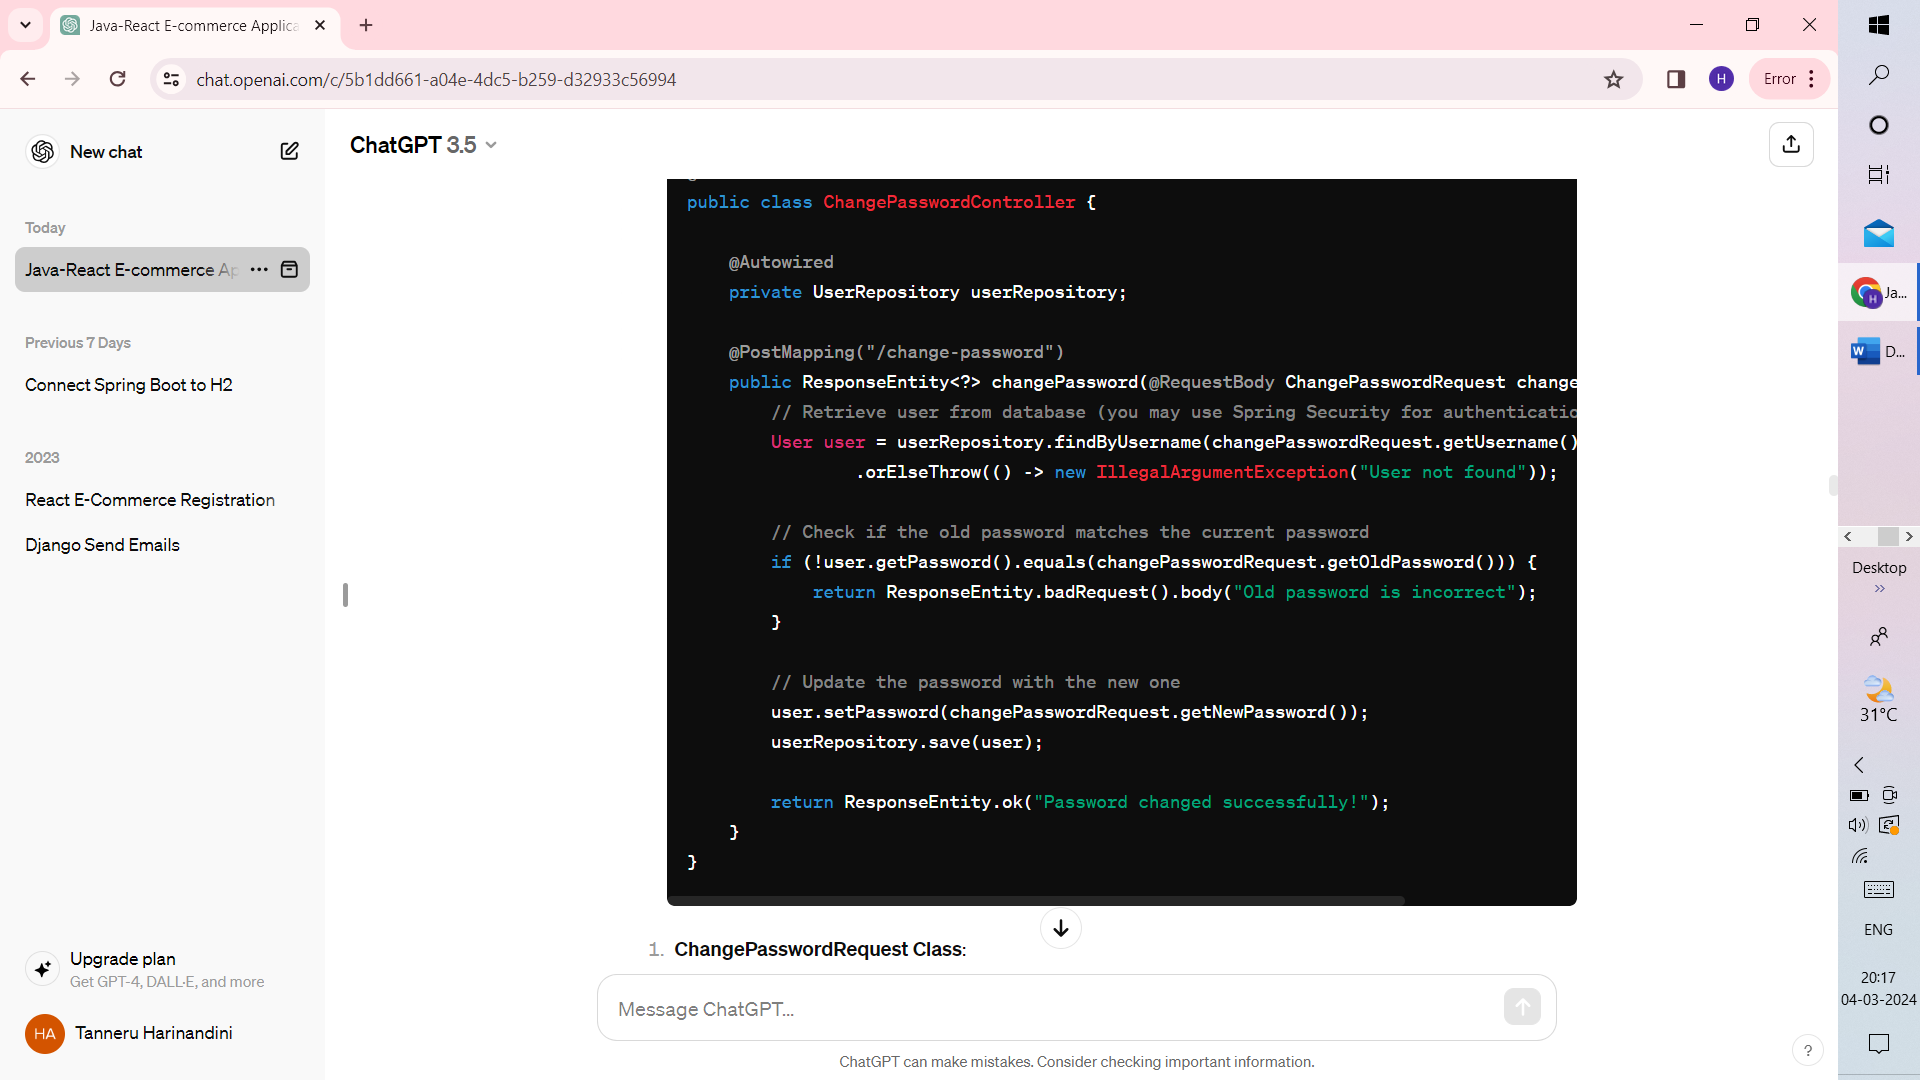 Java-React E-commerce Applica
chat.openai.com/c/5b1dd661-a04e-4dc5-b259-d32933c56994
H
Error
New chat
ChatGPT 3.5
Today
Java-React E-commerce Ap
Previous 7 Days
Connect Spring Boot to H2
2023
React E-Commerce Registration
Django Send Emails
Upgrade plan
Get GPT-4, DALL·E, and more
HA
Tanneru Harinandini
public class ChangePasswordController {
@Autowired
private UserRepository userRepository;
@PostMapping("/change-password")
public ResponseEntity<?> changePassword(@RequestBody ChangePasswordRequest change
// Retrieve user from database (you may use Spring Security for authenticatio
User user = userRepository.findByUsername(changePasswordRequest.getUsername()
.orElseThrow(() -> new IllegalArgumentException("User not found"));
// Check if the old password matches the current password
if (!user.getPassword().equals(changePasswordRequest.getOldPassword())) {
return ResponseEntity.badRequest().body("Old password is incorrect");
}
// Update the password with the new one
user.setPassword(changePasswordRequest.getNewPassword());
userRepository.save(user);
return ResponseEntity.ok("Password changed successfully!");
}
}
1. ChangePasswordRequest Class:
Message ChatGPT...
ChatGPT can make mistakes. Consider checking important information.
?
H
Ja...
W
D...
Desktop
31°C
ENG
20:17
04-03-2024